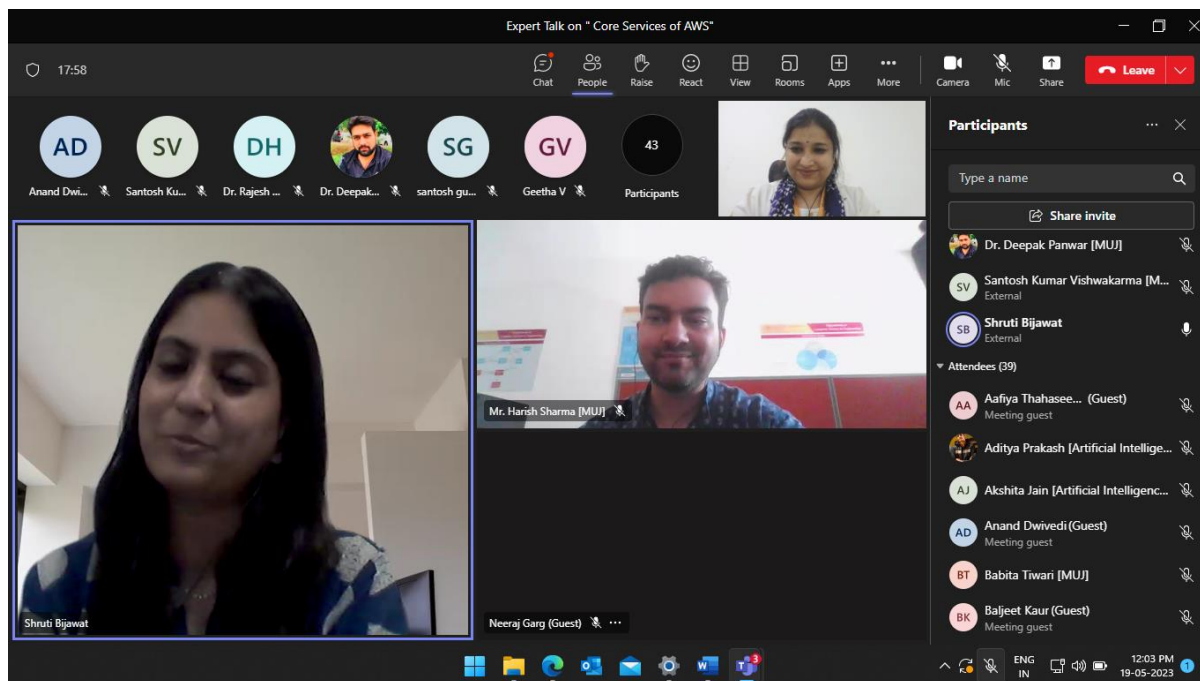 Expert Talk on " Core Services of AWS"
17:58
Chat
People
Raise
React
View
Rooms
Apps
More
Camera
Mic
Share
Leave
AD
SV
DH
SG
GV
43
Anand Dwi...
Santosh Ku...
Dr. Rajesh ...
Dr. Deepak...
santosh gu...
Geetha V
Participants
Shruti Bijawat
Mr. Harish Sharma [MUJ]
Neeraj Garg (Guest)
Participants
Type a name
Share invite
Dr. Deepak Panwar [MUJ]
SV
Santosh Kumar Vishwakarma [M...
External
SB
Shruti Bijawat
External
Attendees (39)
AA
Aafiya Thahasee... (Guest)
Meeting guest
Aditya Prakash [Artificial Intellige...
AJ
Akshita Jain [Artificial Intelligenc...
AD
Anand Dwivedi (Guest)
Meeting guest
BT
Babita Tiwari [MUJ]
BK
Baljeet Kaur (Guest)
Meeting guest
3
ENG
IN
12:03 PM
19-05-2023
1